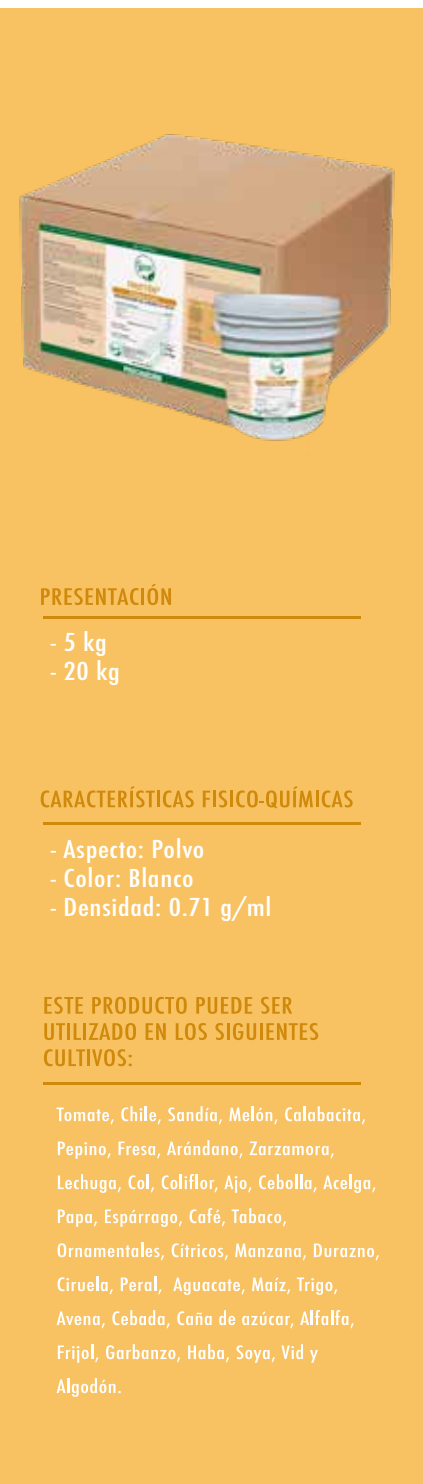 PRESENTACIÓN
- 5 kg
- 20 kg
CARACTERÍSTICAS FISICO-QUÍMICAS
- Aspecto: Polvo
- Color: Blanco
- Densidad: 0.71 g/ml
ESTE PRODUCTO PUEDE SER
UTILIZADO EN LOS SIGUIENTES
CULTIVOS:
Tomate, Chile, Sandía, Melón, Calabacita,
Pepino, Fresa, Arándano, Zarzamora,
Lechuga, Col, Coliflor, Ajo, Cebolla, Acelga,
Papa, Espárrago, Café, Tabaco,
Ornamentales, Cítricos, Manzana, Durazno,
Ciruela, Peral, Aguacate, Maíz, Trigo,
Avena, Cebada, Caña de azúcar, Alfalfa,
Frijol, Garbanzo, Haba, Soya, Vid y
Algodón.